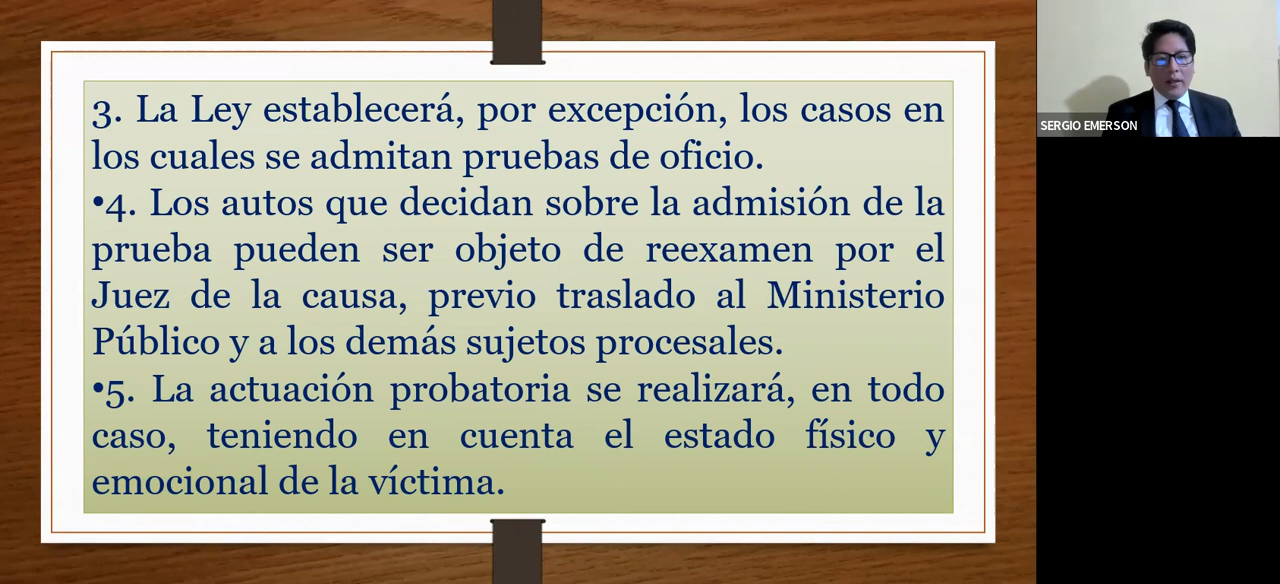 3. La Ley establecerá, por excepción, los casos en
los cuales se admitan pruebas de oficio.
•4. Los autos que decidan sobre la admisión de la
prueba pueden ser objeto de reexamen por el
Juez de la causa, previo traslado al Ministerio
Público y a los demás sujetos procesales.
•5. La actuación probatoria se realizará, en todo
caso, teniendo en cuenta el estado físico y
emocional de la víctima.
SERGIO EMERSON